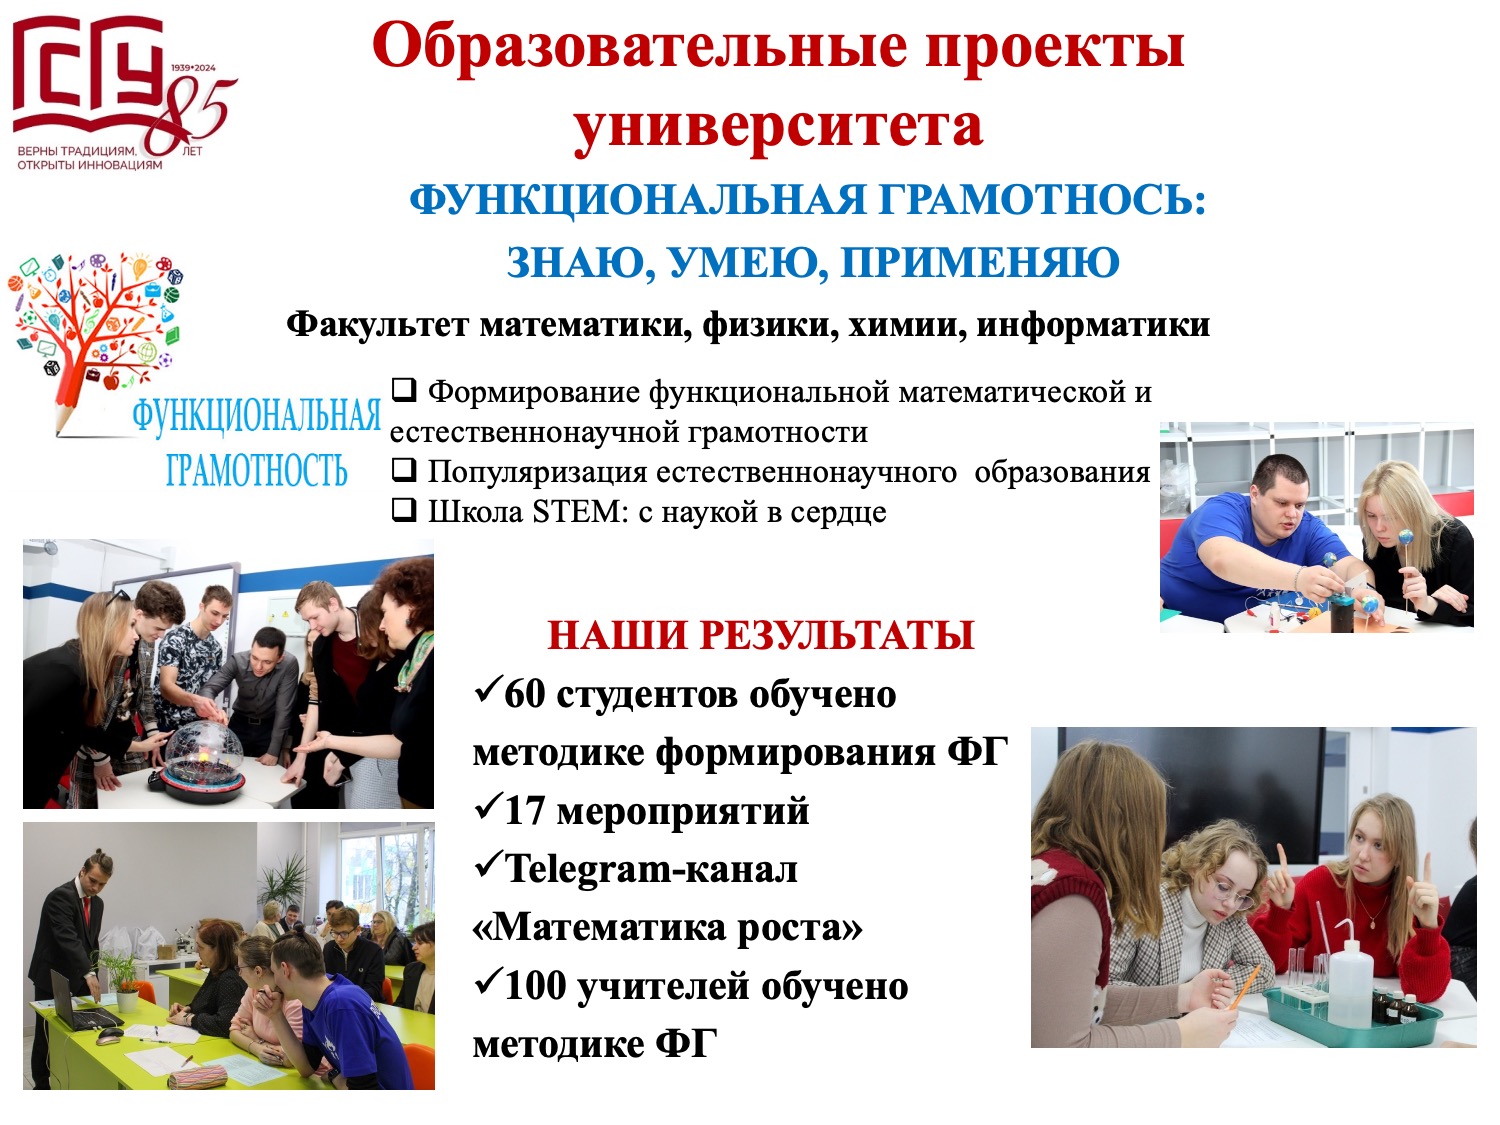 Образовательные проекты
университета
ГСГУ
1939•2024
85
ЛЕТ
ВЕРНЫ ТРАДИЦИЯМ,
ОТКРЫТЫ ИННОВАЦИЯМ
ФУНКЦИОНАЛЬНАЯ ГРАМОТНОСЬ:
ЗНАЮ, УМЕЮ, ПРИМЕНЯЮ
Факультет математики, физики, химии, информатики
ФУНКЦИОНАЛЬНАЯ
ГРАМОТНОСТЬ
❑ Формирование функциональной математической и
естественнонаучной грамотности
❑ Популяризация естественнонаучного образования
❑ Школа STEM: с наукой в сердце
НАШИ РЕЗУЛЬТАТЫ
✓60 студентов обучено
методике формирования ФГ
✓17 мероприятий
✓Telegram-канал
«Математика роста»
✓100 учителей обучено
методике ФГ